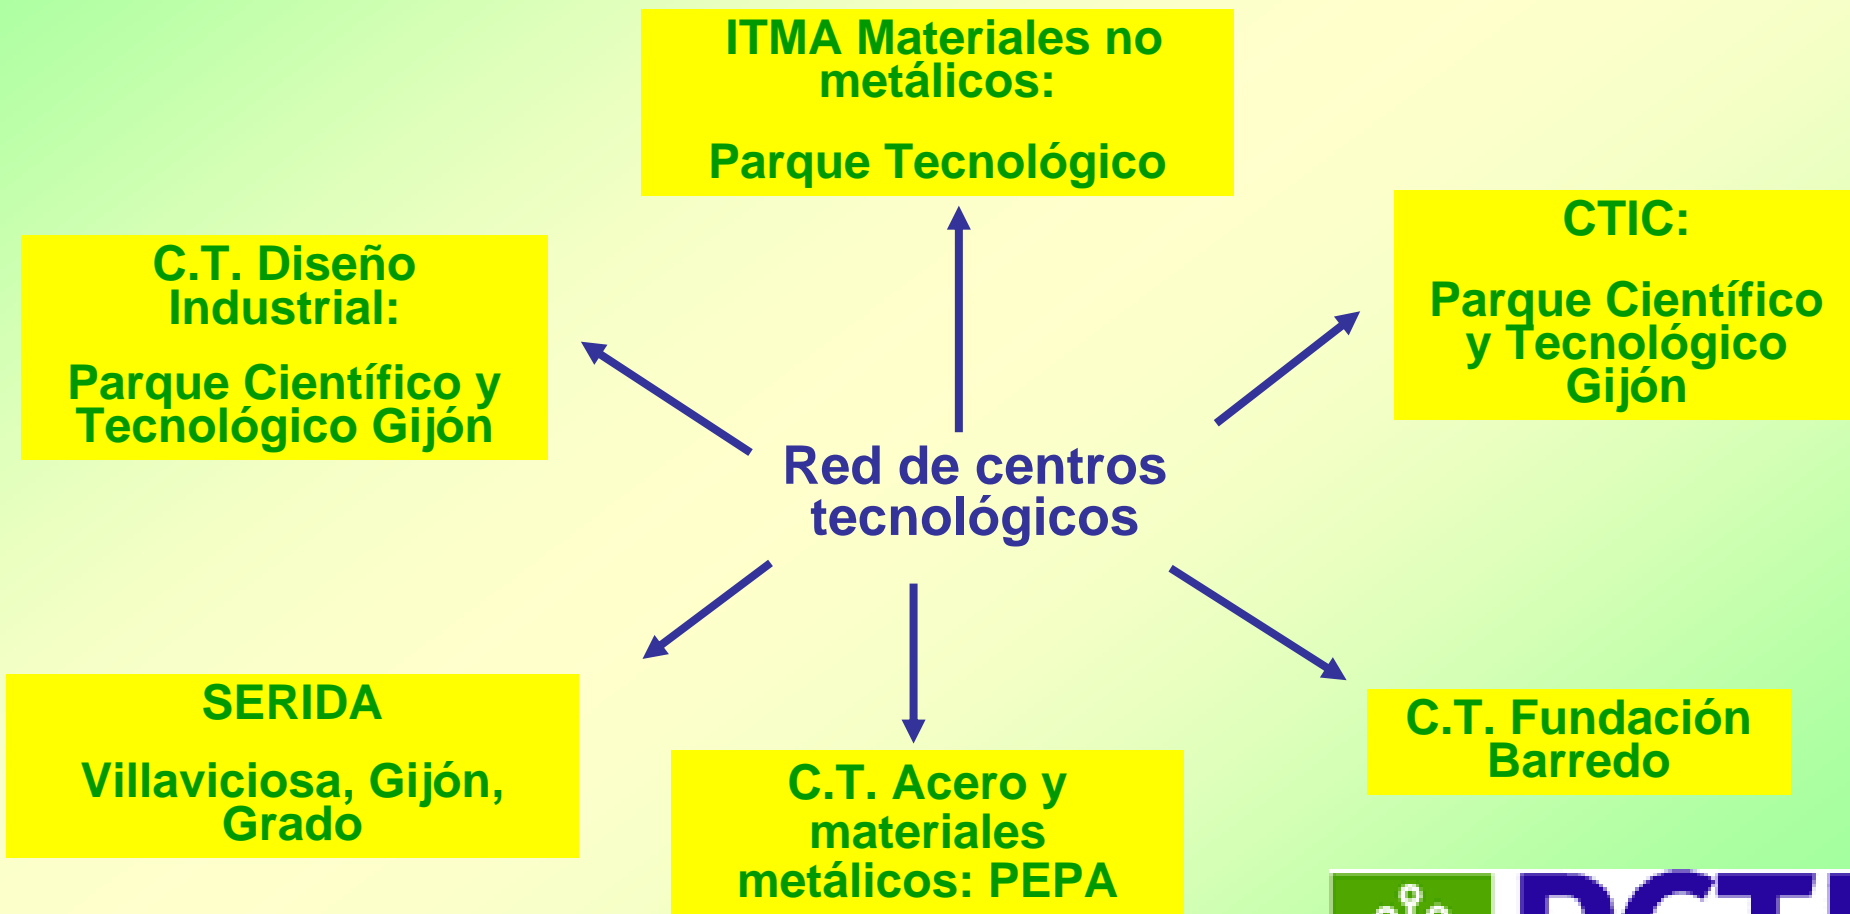 ITMA Materiales no
metálicos:
Parque Tecnológico
CTIC:
Parque Científico
y Tecnológico
Gijón
C.T. Diseño
Industrial:
Parque Científico y
Tecnológico Gijón
Red de centros
tecnológicos
SERIDA
Villaviciosa, Gijón,
Grado
C.T. Acero y
materiales
metálicos: PEPA
C.T. Fundación
Barredo